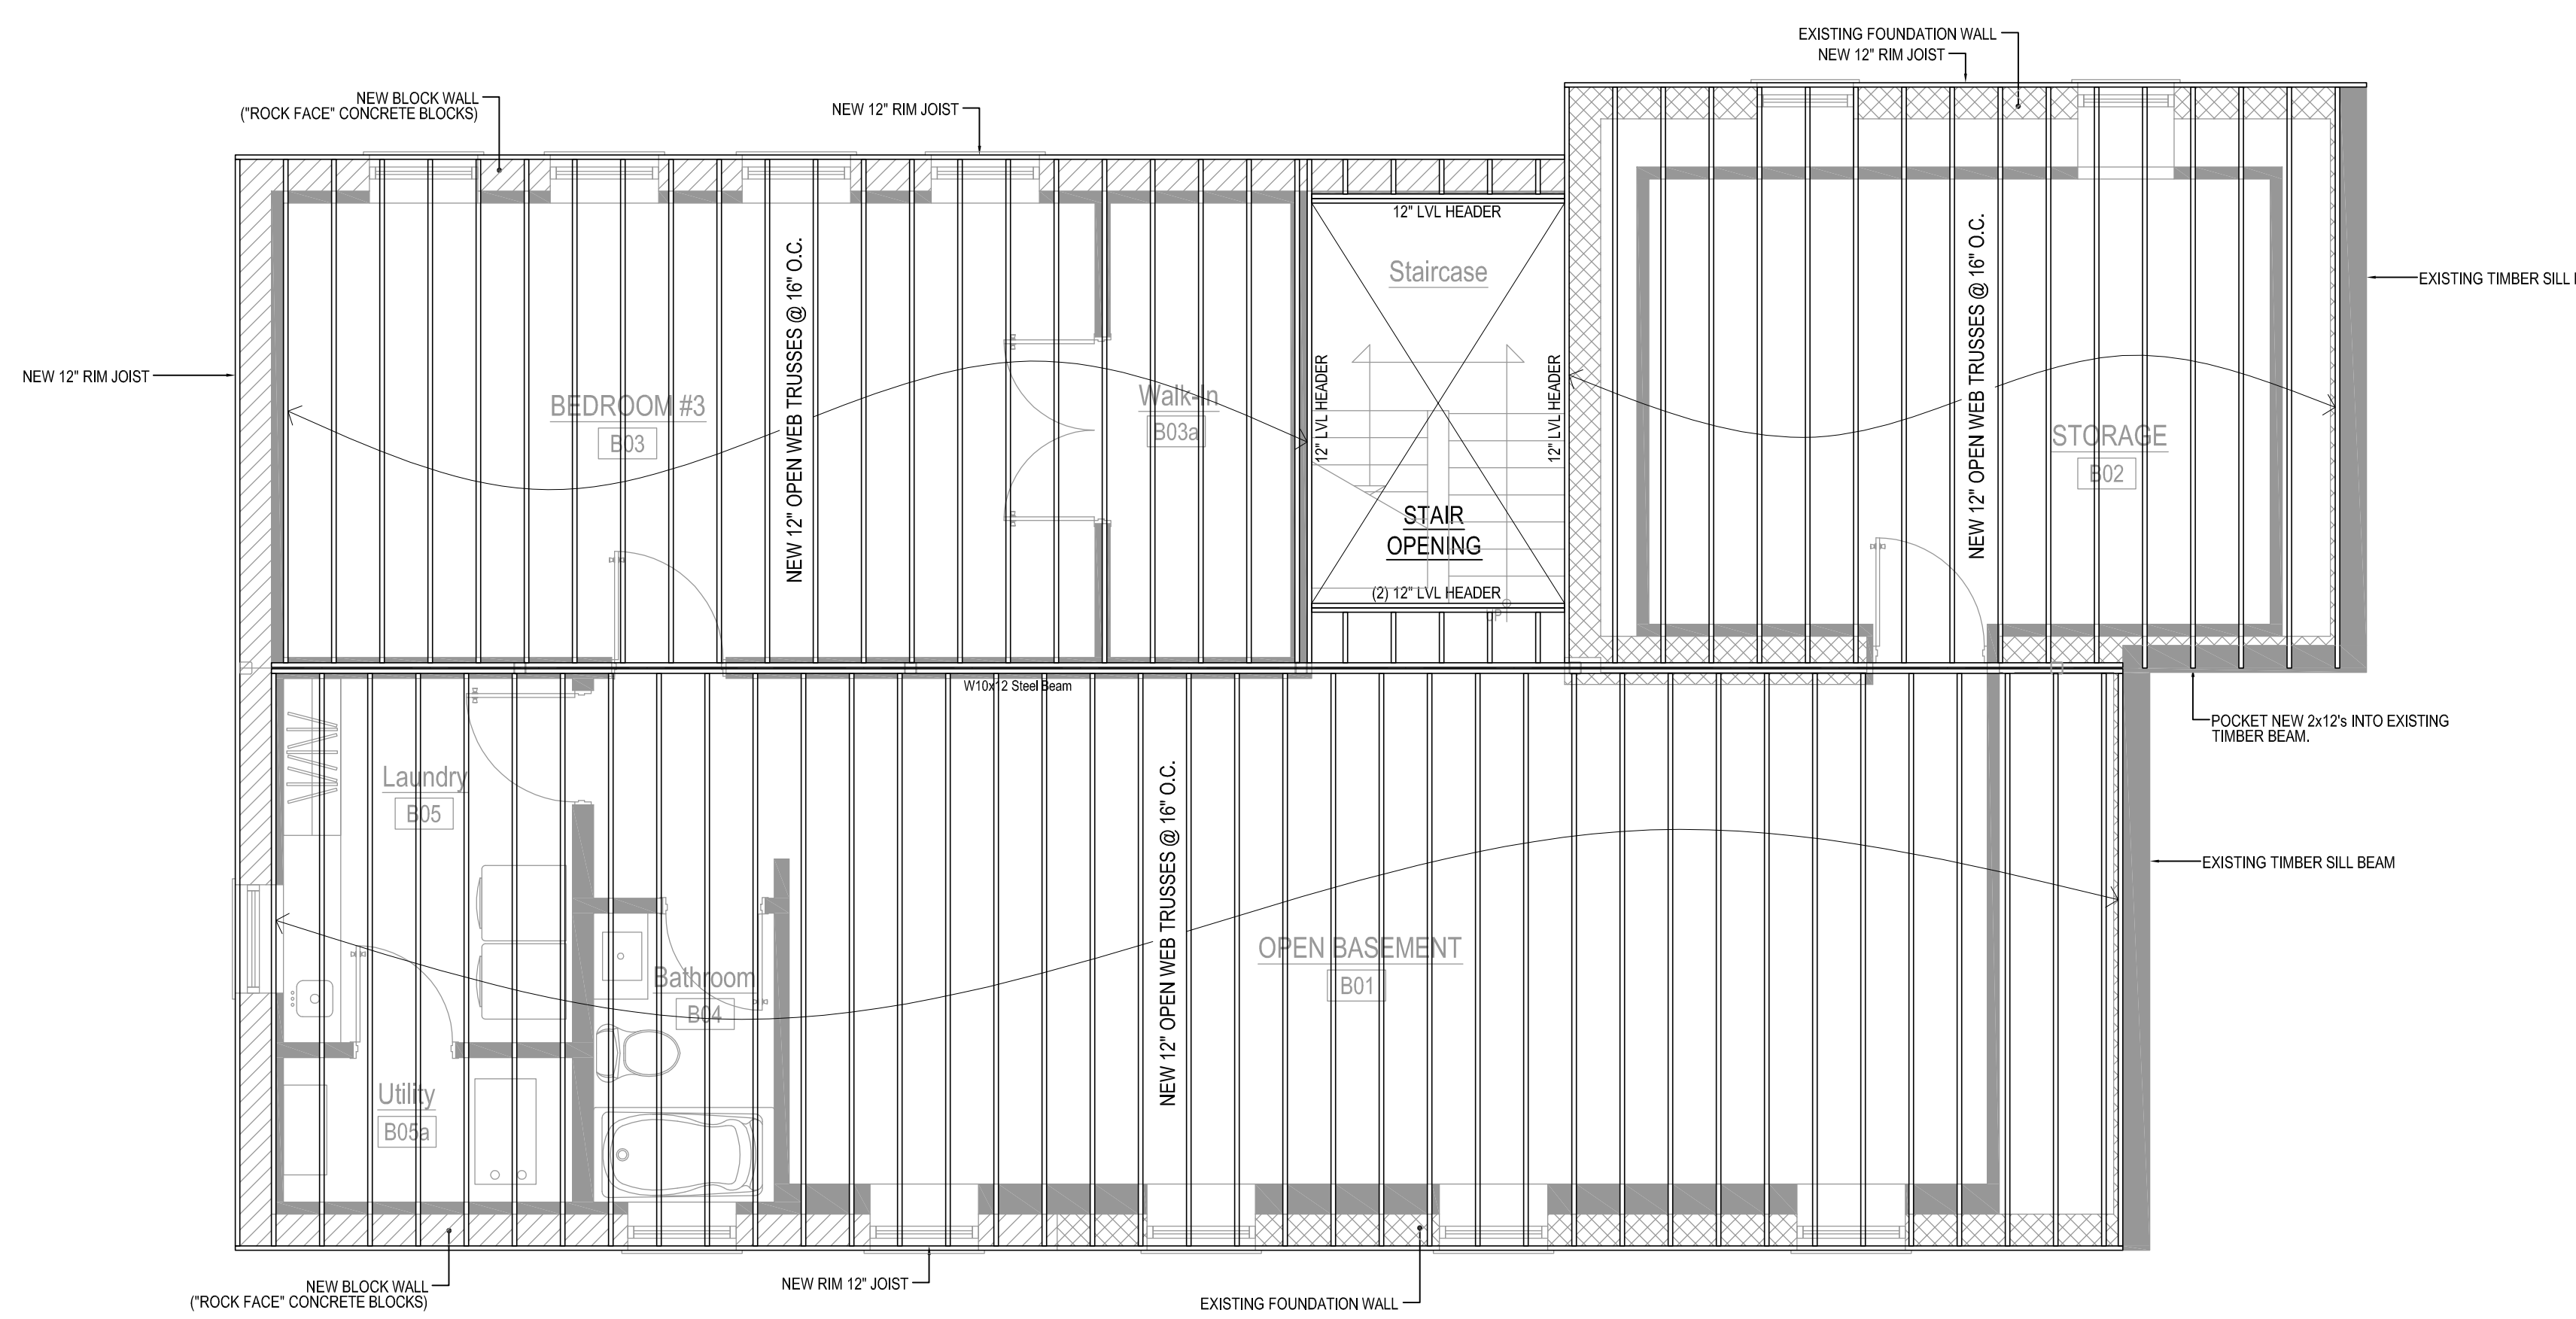 EXISTING FOUNDATION WALL
NEW 12" RIM JOIST
NEW BLOCK WALL
("ROCK FACE" CONCRETE BLOCKS)
NEW 12" RIM JOIST
12" LVL HEADER
Staircase
NEW 12" OPEN WEB TRUSSES @ 16" O.C.
NEW 12" OPEN WEB TRUSSES @ 16" O.C.
EXISTING TIMBER SILL
NEW 12" RIM JOIST
BEDROOM #3
B03
Walk-In
B03a
12" LVL HEADER
12" LVL HEADER
STORAGE
B02
STAIR
OPENING
(2) 12" LVL HEADER
UP
W10x12 Steel Beam
POCKET NEW 2x12's INTO EXISTING
TIMBER BEAM.
Laundry
B05
NEW 12" OPEN WEB TRUSSES @ 16" O.C.
EXISTING TIMBER SILL BEAM
OPEN BASEMENT
B01
Bathroom
B04
Utility
B05a
NEW BLOCK WALL
("ROCK FACE" CONCRETE BLOCKS)
NEW RIM 12" JOIST
EXISTING FOUNDATION WALL